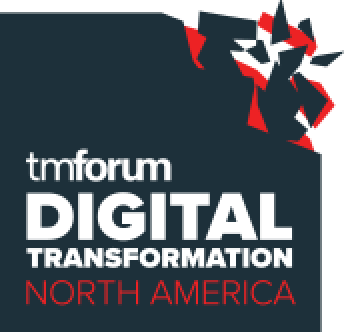 tmforum
DIGITAL
TRANSFORMATION
NORTH AMERICA